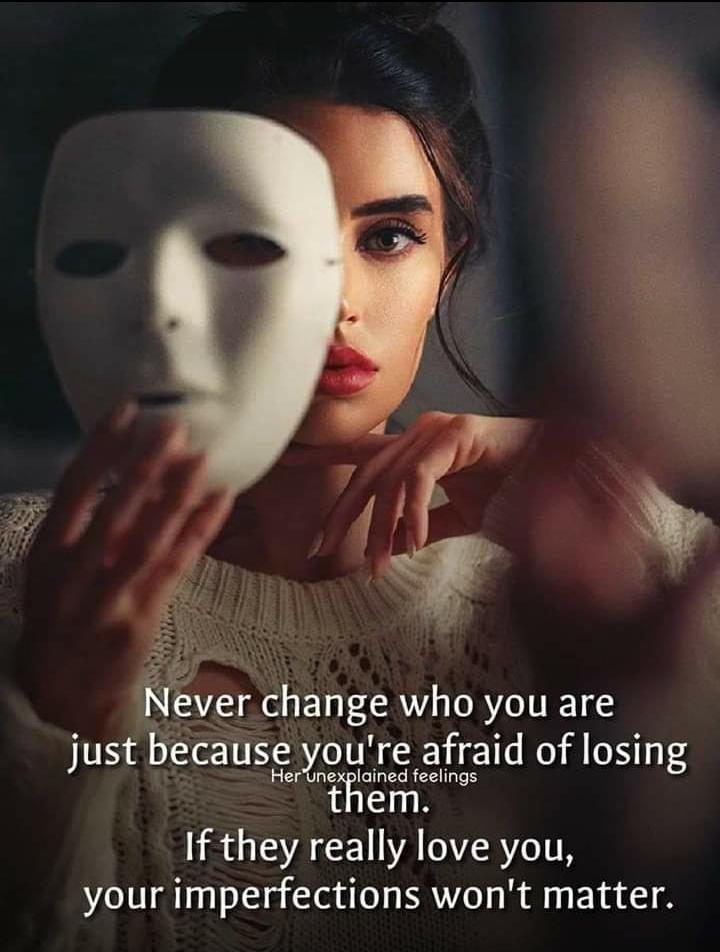 Never change who you are
just because you're afraid of losing
Her unexplained feelings
them.
If they really love you,
your imperfections won't matter.